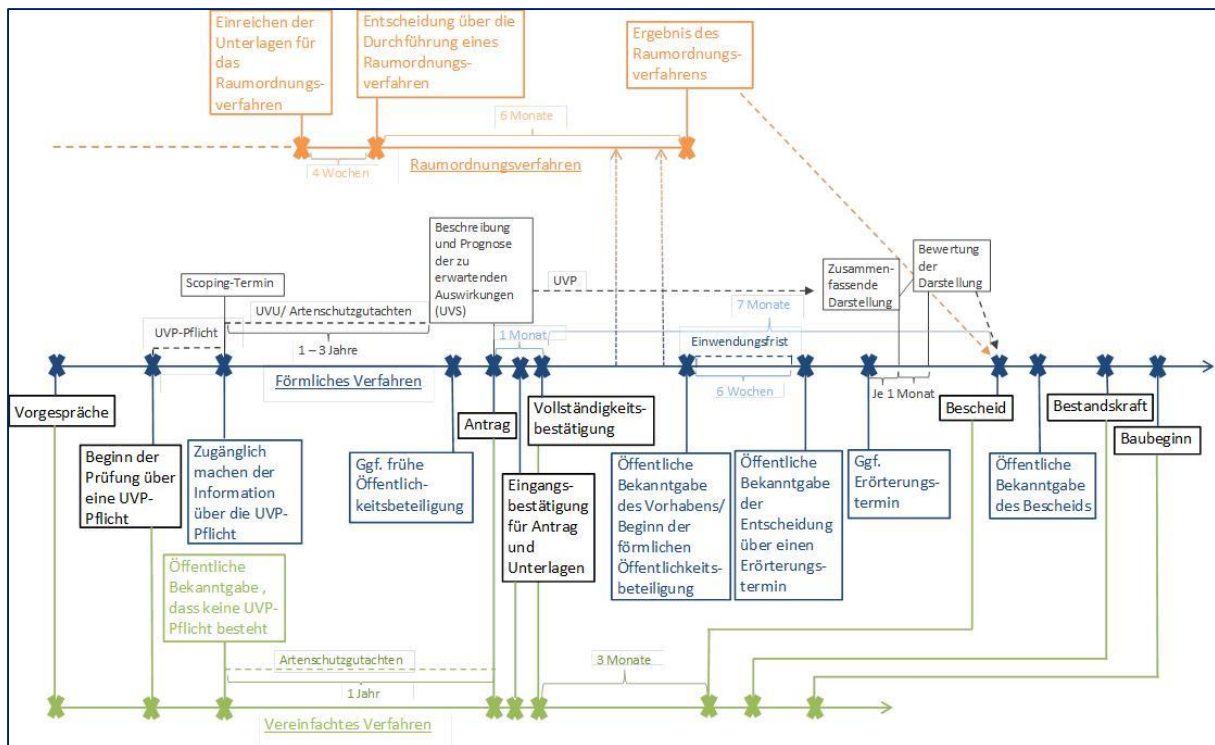 Einreichen der
Unterlagen für
das
Raumordnungs-
verfahren
Entscheidung über die
Durchführung eines
Raumordnungs-
verfahren
Ergebnis des
Raumordnungs-
verfahrens
6 Monate
4 Wochen
Raumordnungsverfahren
Beschreibung
und Prognose
der zu
erwartenden
Auswirkungen
(UVS)
Bewertung
der
Darstellung
Zusammen-
fassende
Darstellung
Scoping-Termin
UVP
UVU/ Artenschutzgutachten
7 Monate
UVP-Pflicht
1 Monat
Einwendungsfrist
1 – 3 Jahre
Förmliches Verfahren
6 Wochen
Je 1 Monat
Vorgespräche
Antrag
Vollständigkeits-
bestätigung
Bescheid
Bestandskraft
Baubeginn
Beginn der
Prüfung über
eine UVP-
Pflicht
Zugänglich
machen der
Information
über die UVP-
Pflicht
Ggf. frühe
Öffentlich-
keitsbeteiligung
Eingangs-
bestätigung
für Antrag
und
Unterlagen
Öffentliche
Bekanntgabe
des Vorhabens/
Beginn der
förmlichen
Öffentlichkeits-
beteiligung
Öffentliche
Bekanntgabe
der
Entscheidung
über einen
Erörterungs-
termin
Ggf.
Erörterungs-
termin
Öffentliche
Bekanntgabe
des Bescheids
Öffentliche
Bekanntgabe ,
dass keine UVP-
Pflicht besteht
Artenschutzgutachten
3 Monate
1 Jahr
Vereinfachtes Verfahren